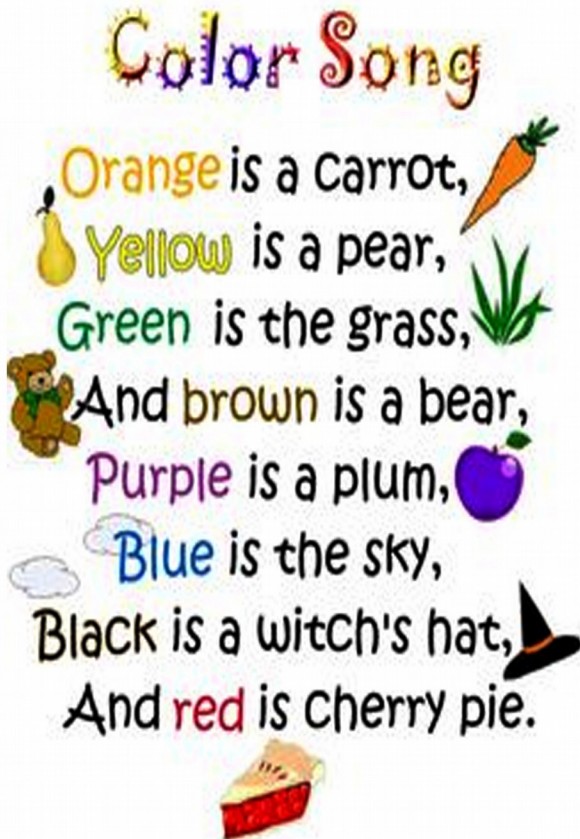 Color Song
Orange is a carrot,
Yellow is a pear,
Green is the grass,
And brown is a bear,
Purple is a plum,
Blue is the sky,
Black is a witch's hat,
And red is cherry pie.